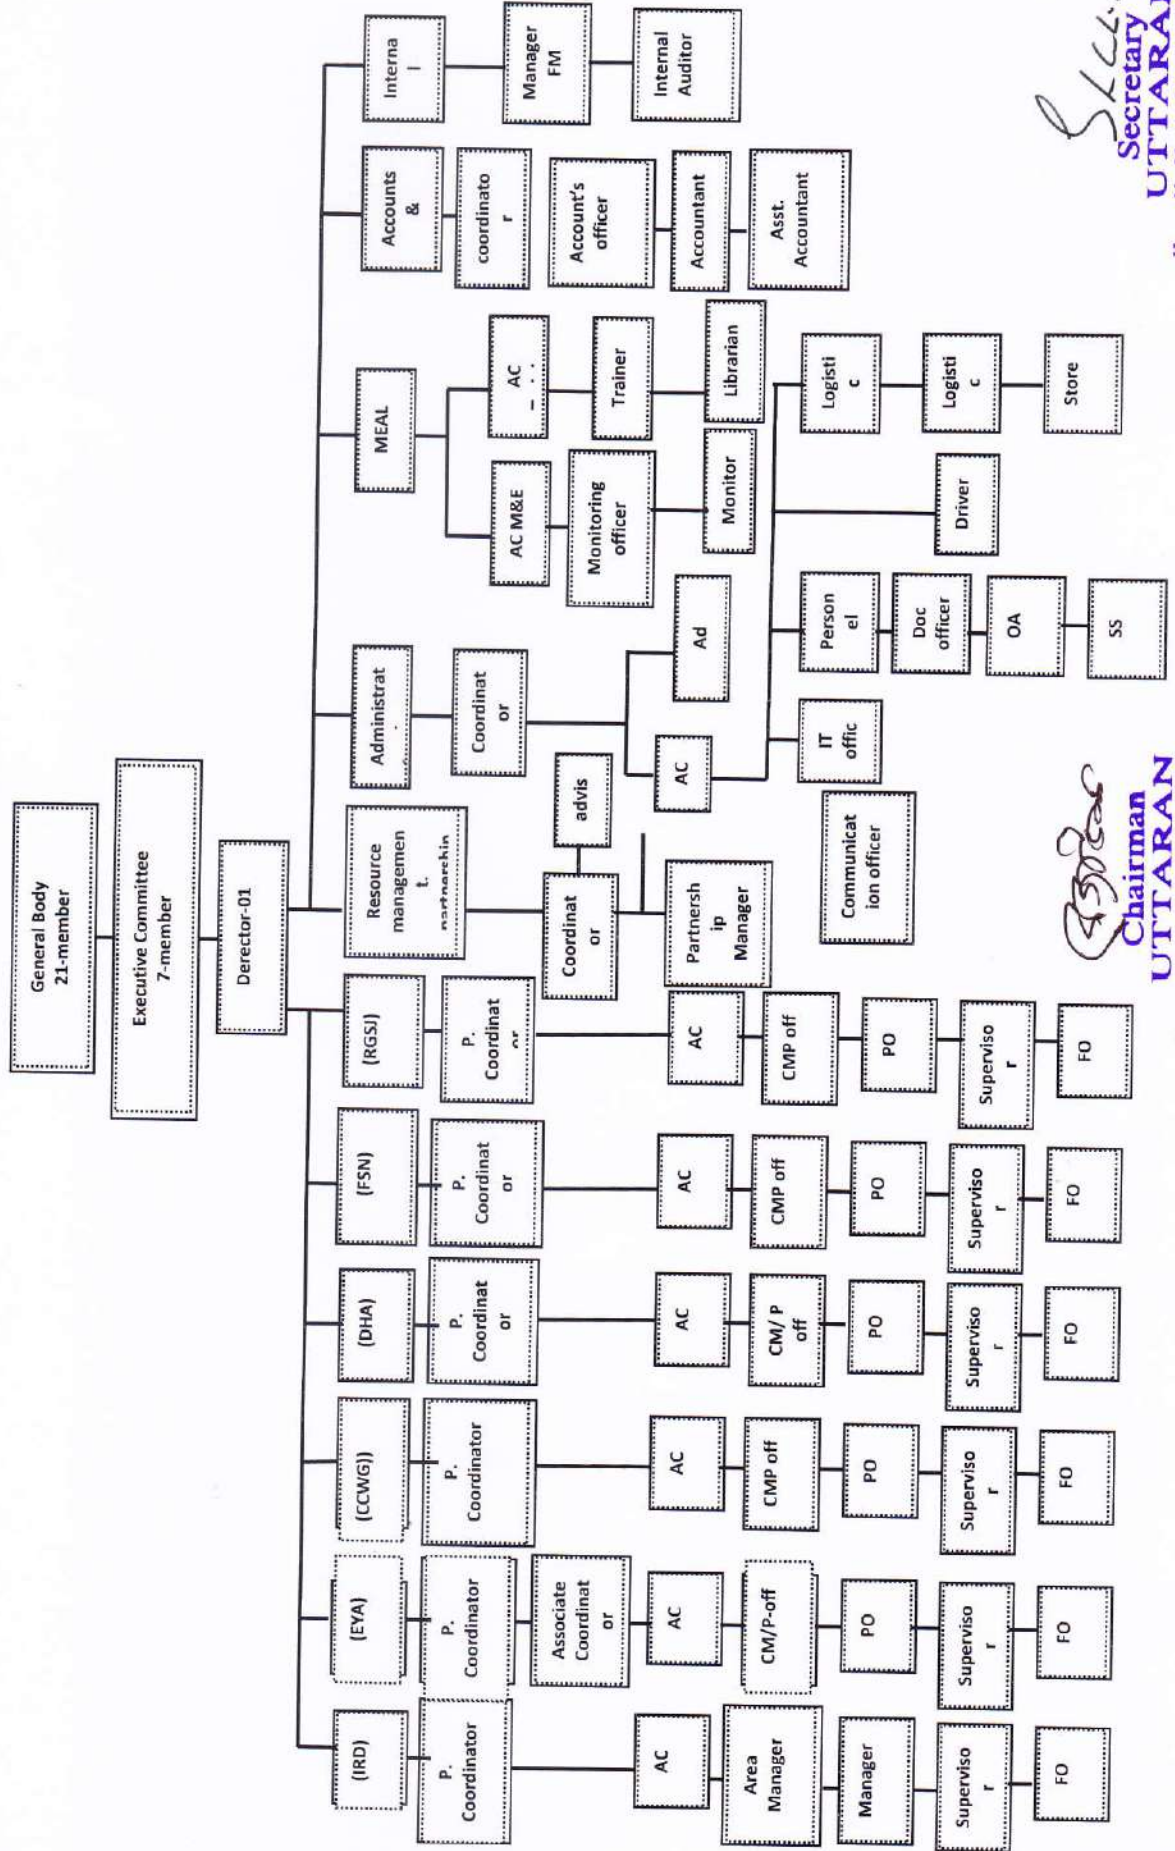 General Body
21-member
Executive Committee
7-member
Derector-01
(IRD)
P.
Coordinator
AC
Area
Manager
Manager
Superviso
r
FO
(EYA)
P.
Coordinator
Associate
Coordinat
or
AC
CM/P-off
PO
Superviso
r
FO
(CCWG))
P.
Coordinator
AC
CMP off
PO
Superviso
r
FO
(DHA)
P.
Coordinat
or
AC
CM/ P
off
PO
Superviso
r
FO
(FSN)
P.
Coordinat
or
AC
CMP off
PO
Superviso
r
FO
(RGSJ)
P.
Coordinat
or
AC
CMP off
PO
Superviso
r
FO
Resource
managemen
t.
partnership
Coordinat
or
advis
Partnersh
ip
Manager
Communicat
ion officer
Administrat
Coordinat
or
AC
Ad
IT
offic
Person
el
Doc
officer
OA
SS
Driver
Logisti
c
Logisti
c
Store
MEAL
AC M&E
Monitoring
officer
Monitor
AC
Trainer
Librarian
Accounts
&
coordinato
r
Account's
officer
Accountant
Asst.
Accountant
Interna
l
Manager
FM
Internal
Auditor
Chairman
UTTARAN
Secretary